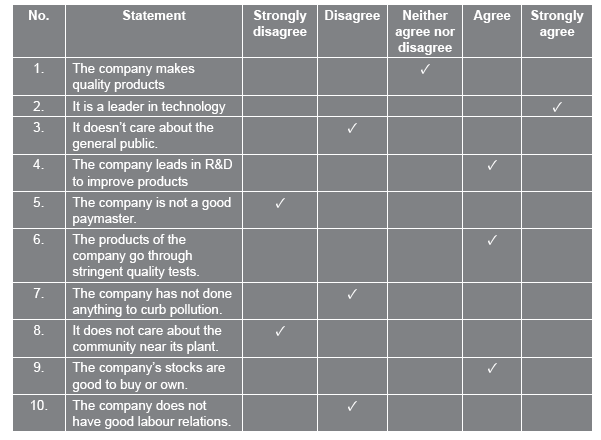 No. Statement Strongly Disagree Neither Agree Strongly
disagree agree nor agree
disagree
1. The company makes ✓
quality products
2. It is a leader in technology ✓
3. It doesn't care about the ✓
general public.
4. The company leads in R&D ✓
to improve products
5. The company is not a good ✓
paymaster.
6. The products of the ✓
company go through
stringent quality tests.
7. The company has not done ✓
anything to curb pollution.
8. It does not care about the ✓
community near its plant.
9. The company's stocks are ✓
good to buy or own.
10. The company does not ✓
have good labour relations.